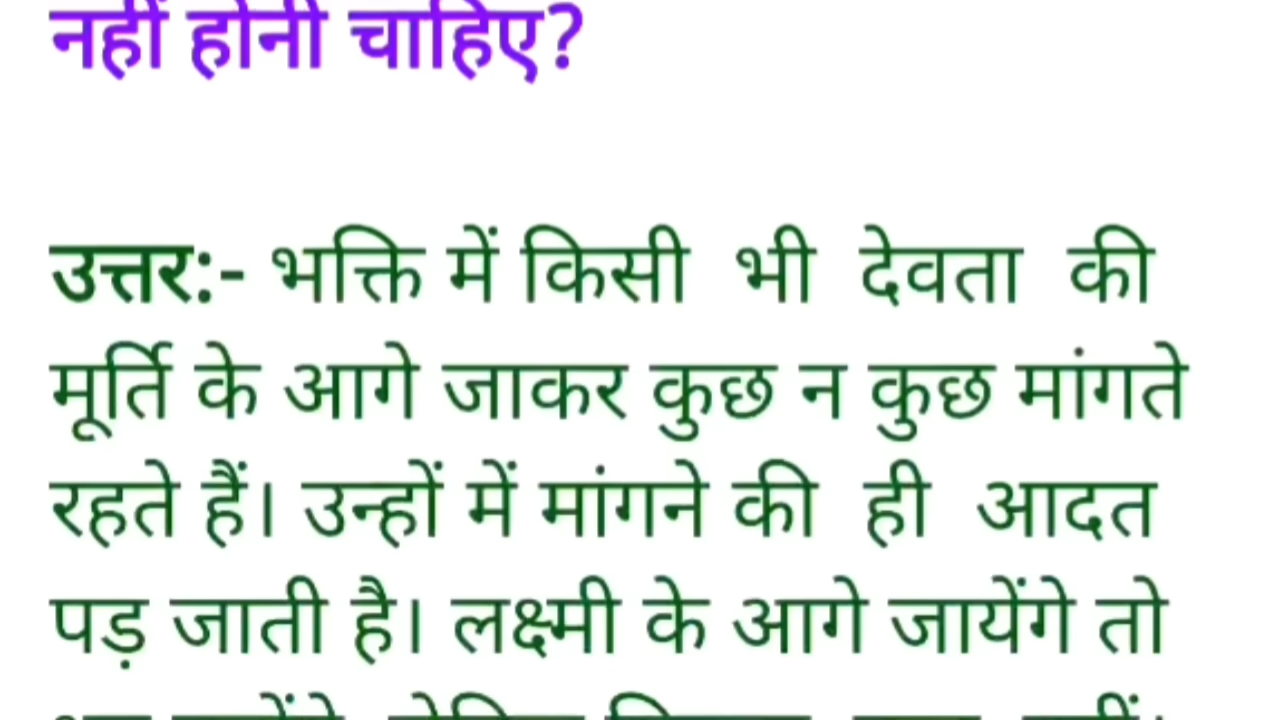 नहीं होनी चाहिए?
उत्तर:- भक्ति में किसी भी देवता की
मूर्ति के आगे जाकर कुछ न कुछ मांगते
रहते हैं। उन्हों में मांगने की ही आदत
पड़ जाती है। लक्ष्मी के आगे जायेंगे तो